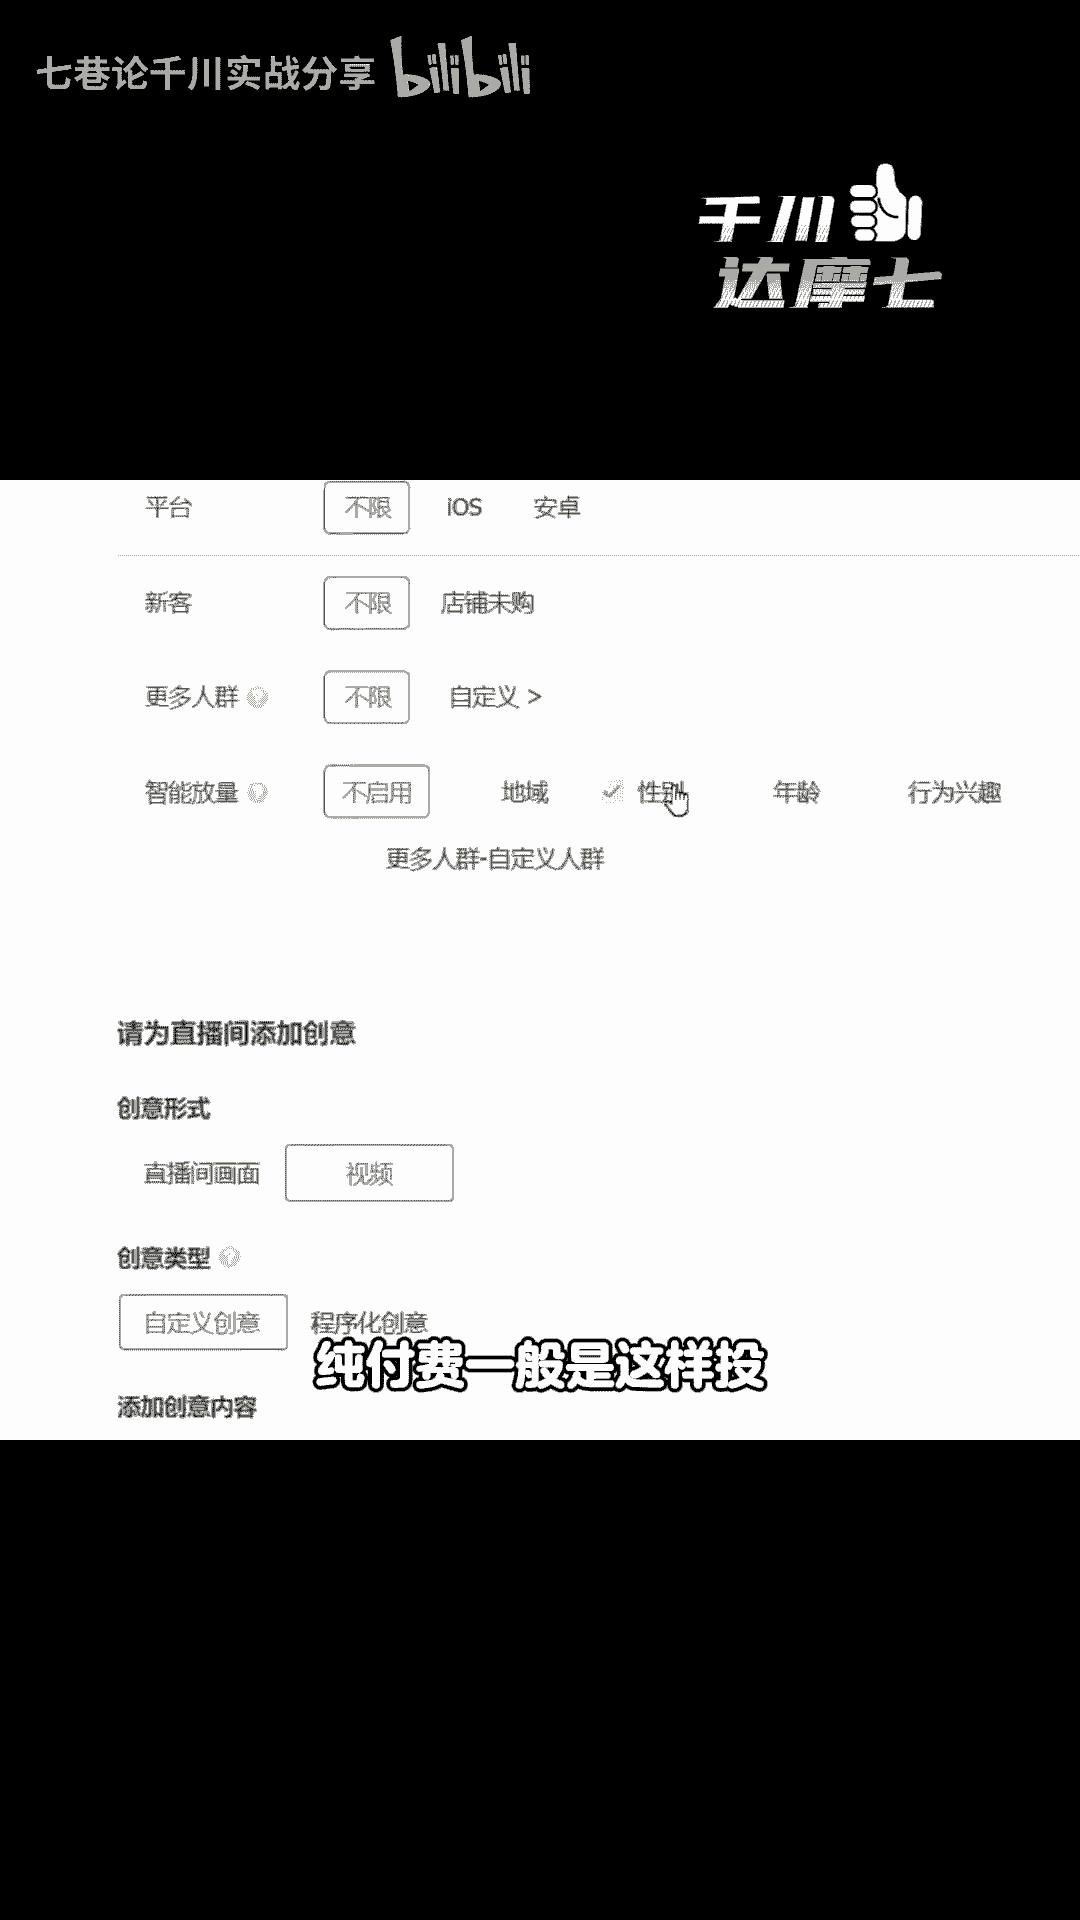 七巷论千川实战分享 bilibili
千川
达摩七
平台 不限 iOS 安卓
新客 不限 店铺未购
更多人群 ? 不限 自定义 >
智能放量 ? 不启用 地域 性别 年龄 行为兴趣
更多人群-自定义人群
请为直播间添加创意
创意形式
直播间画面 视频
创意类型 ?
自定义创意 程序化创意
纯付费一般是这样投
添加创意内容